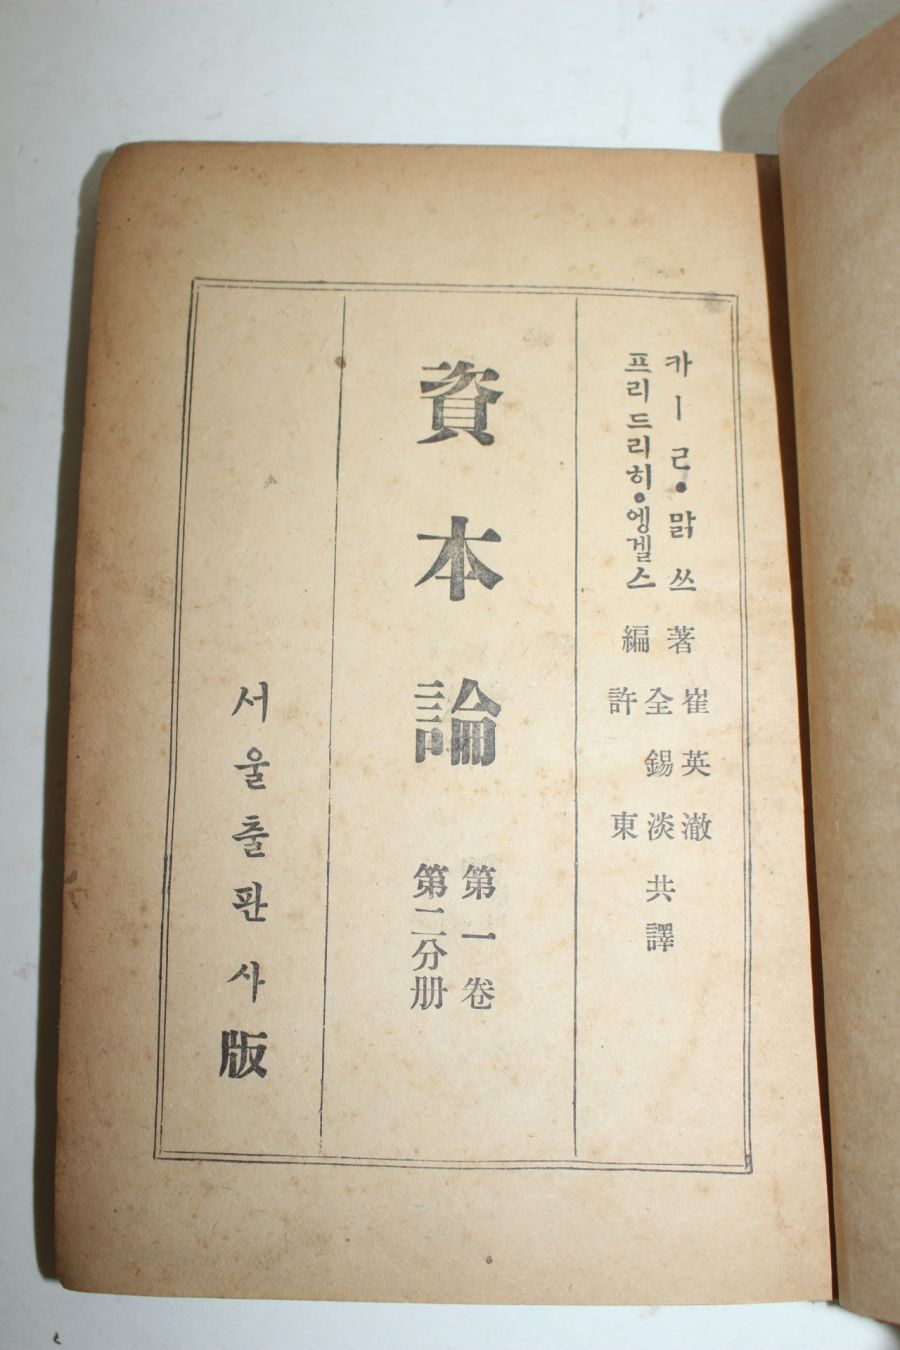 카ー르·맑쓰 著
프리드리히·엥겔스 編
崔英澈
全錫淡 共譯
許東
資本論
第一卷
第二分册
서울출판사版